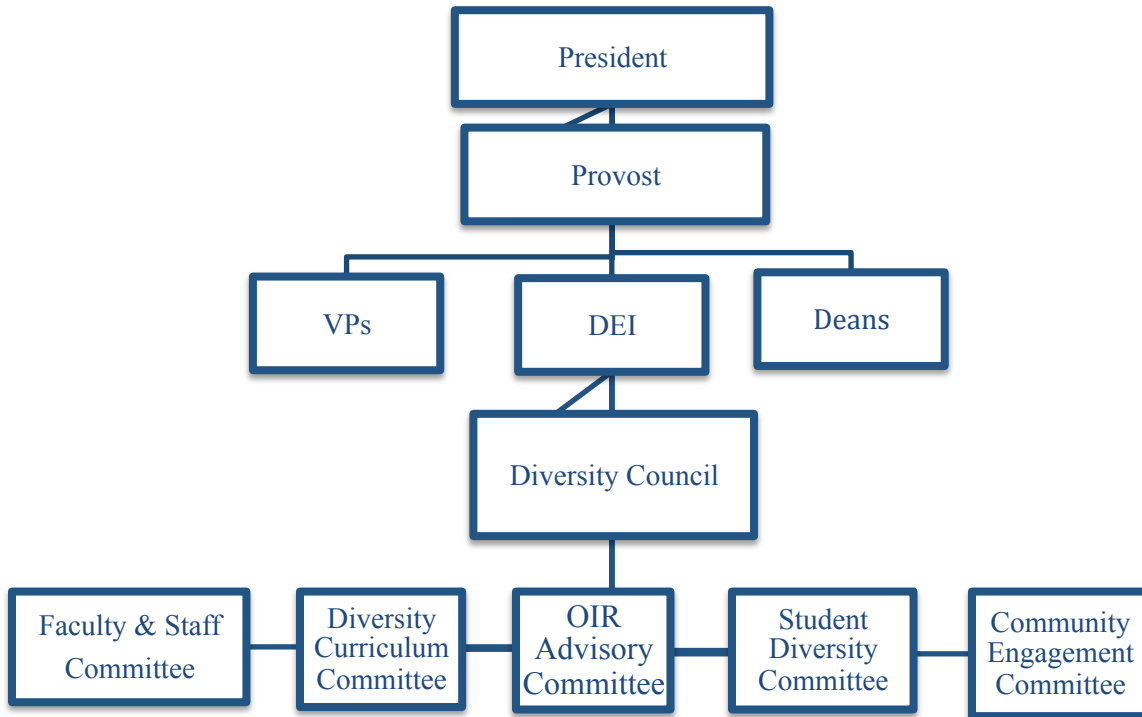 President
Provost
VPs
DEI
Deans
Diversity Council
Faculty & Staff
Committee
Diversity
Curriculum
Committee
OIR
Advisory
Committee
Student
Diversity
Committee
Community
Engagement
Committee